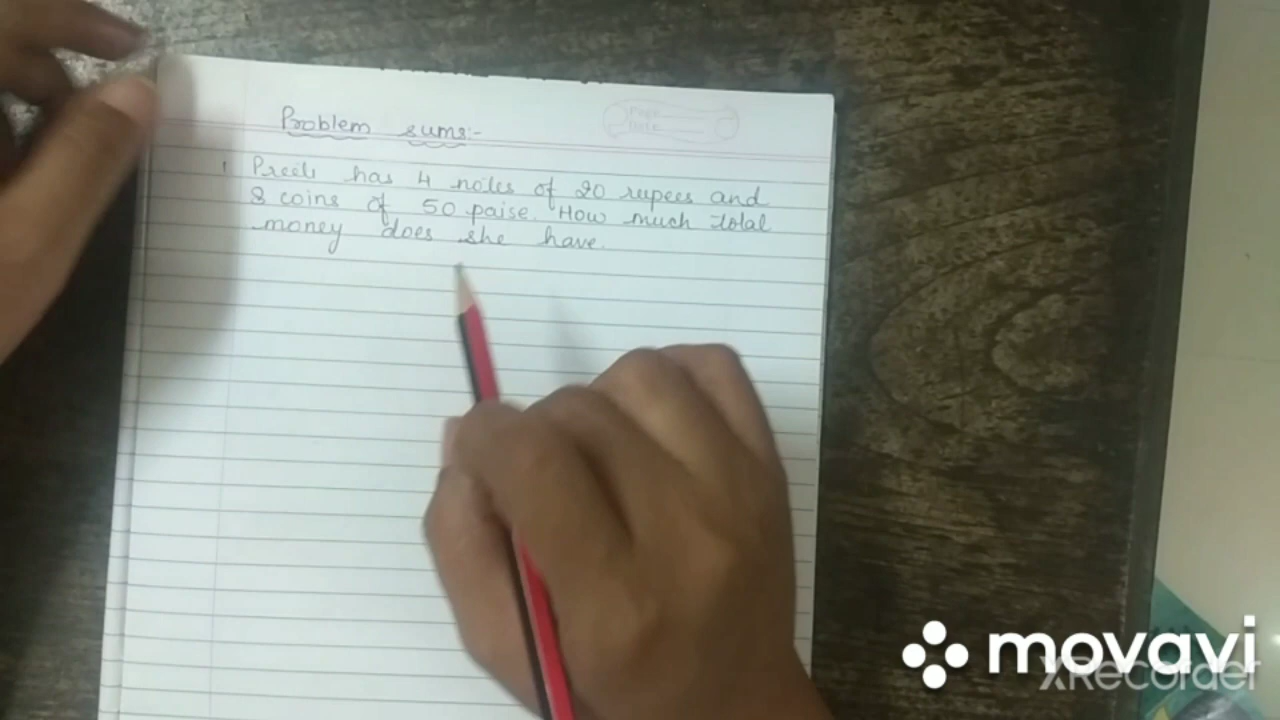 Problem sums:-
1 Preeti has 4 notes of 20 rupees and
8 coins of 50 paise. How much total
money does she have.
movavi
XRecorder